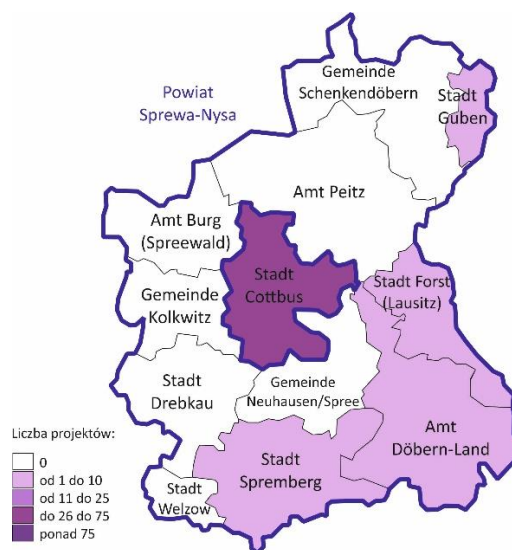 Gemeinde
Schenkendöbern
Stadt
Guben
Powiat
Sprewa-Nysa
Amt Peitz
Amt Burg
(Spreewald)
Stadt
Cottbus
Stadt Forst
(Lausitz)
Gemeinde
Kolkwitz
Stadt
Drebkau
Gemeinde
Neuhausen/Spree
Amt
Döbern-Land
Stadt
Spremberg
Stadt
Welzow
Liczba projektów:
0
od 1 do 10
od 11 do 25
do 26 do 75
ponad 75